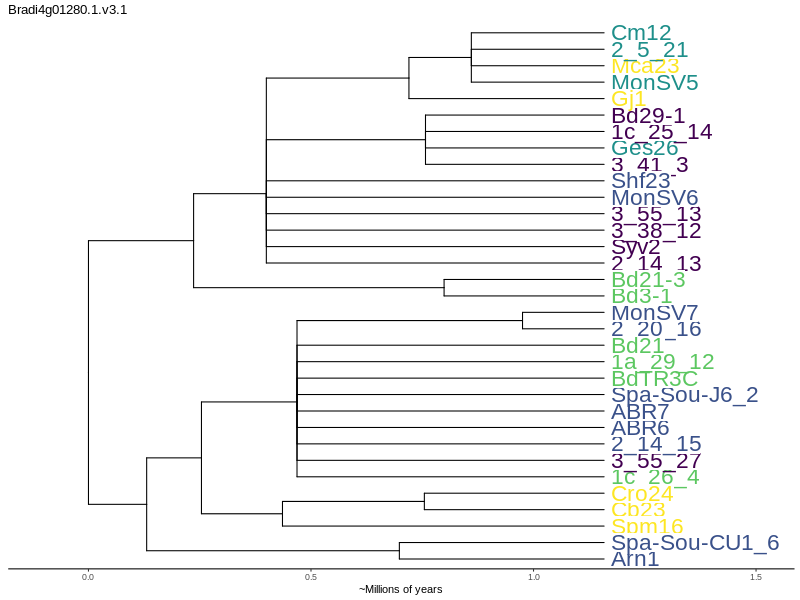 Bradi4g01280.1.v3.1
Cm12
2_5_21
Mca23
MonSV5
Gj1
Bd29-1
1c_25_14
Ges26
3_41_3
Shf23
MonSV6
3_55_13
3_38_12
Syv2
2_14_13
Bd21-3
Bd3-1
MonSV7
2_20_16
Bd21
1a_29_12
BdTR3C
Spa-Sou-J6_2
ABR7
ABR6
2_14_15
3_55_27
1c_26_4
Cro24
Cb23
Spm16
Spa-Sou-CU1_6
Arn1
0.0 0.5 1.0 1.5
~Millions of years